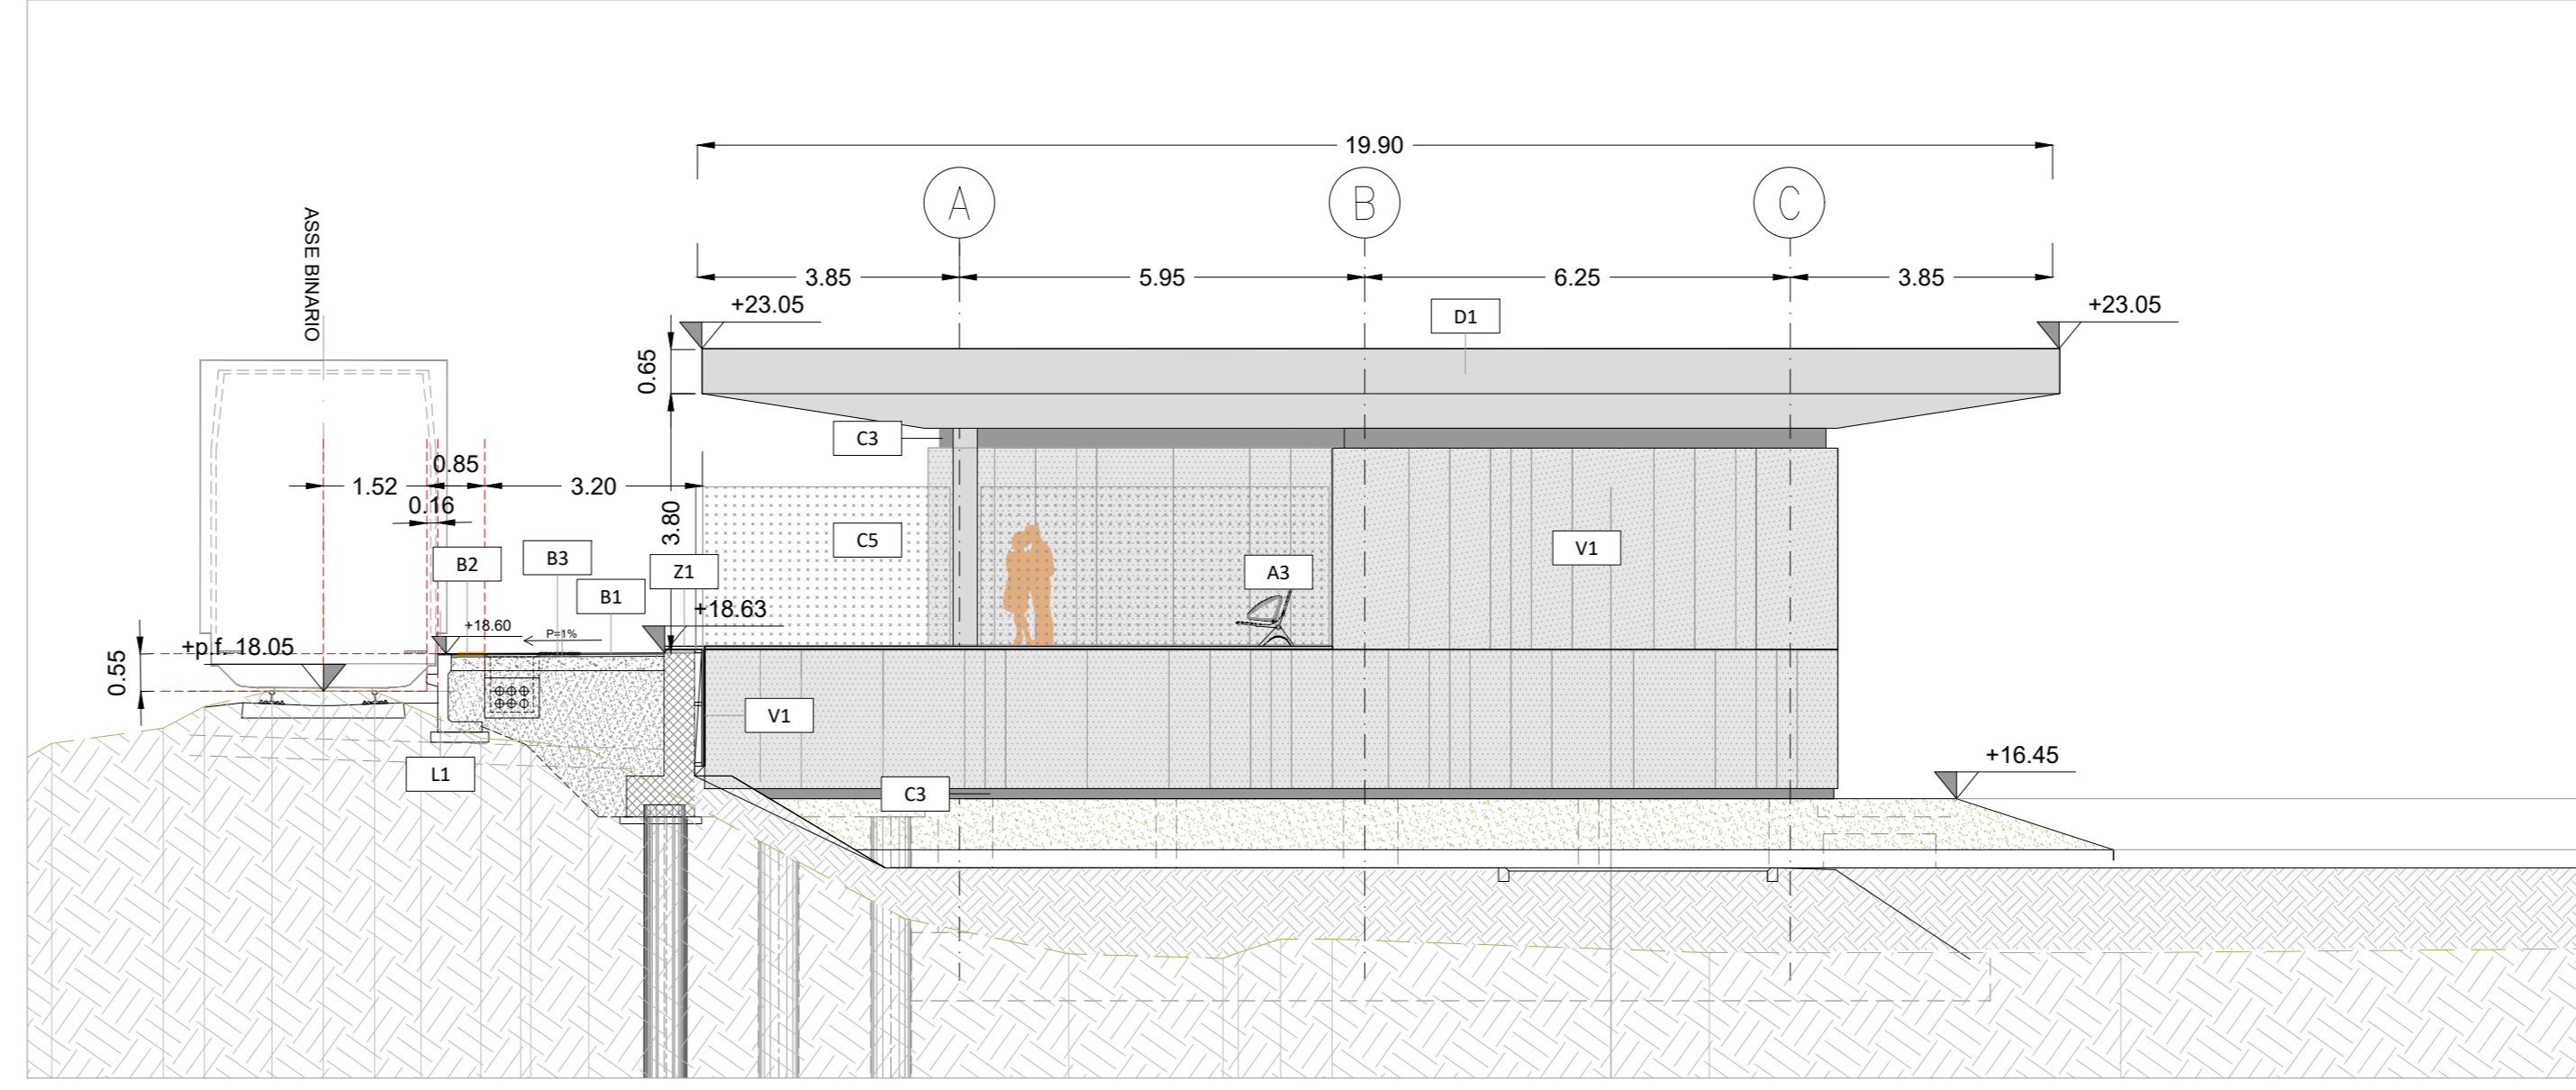 19.90
A
B
C
ASSE BINARIO
3.85
5.95
6.25
3.85
+23.05
+23.05
D1
0.65
C3
0.85
1.52
3.20
0.16
3.80
C5
V1
B2
B3
Z1
A3
B1
+18.63
+18.60
P=1%
+p.f. 18.05
0.55
V1
L1
C3
+16.45